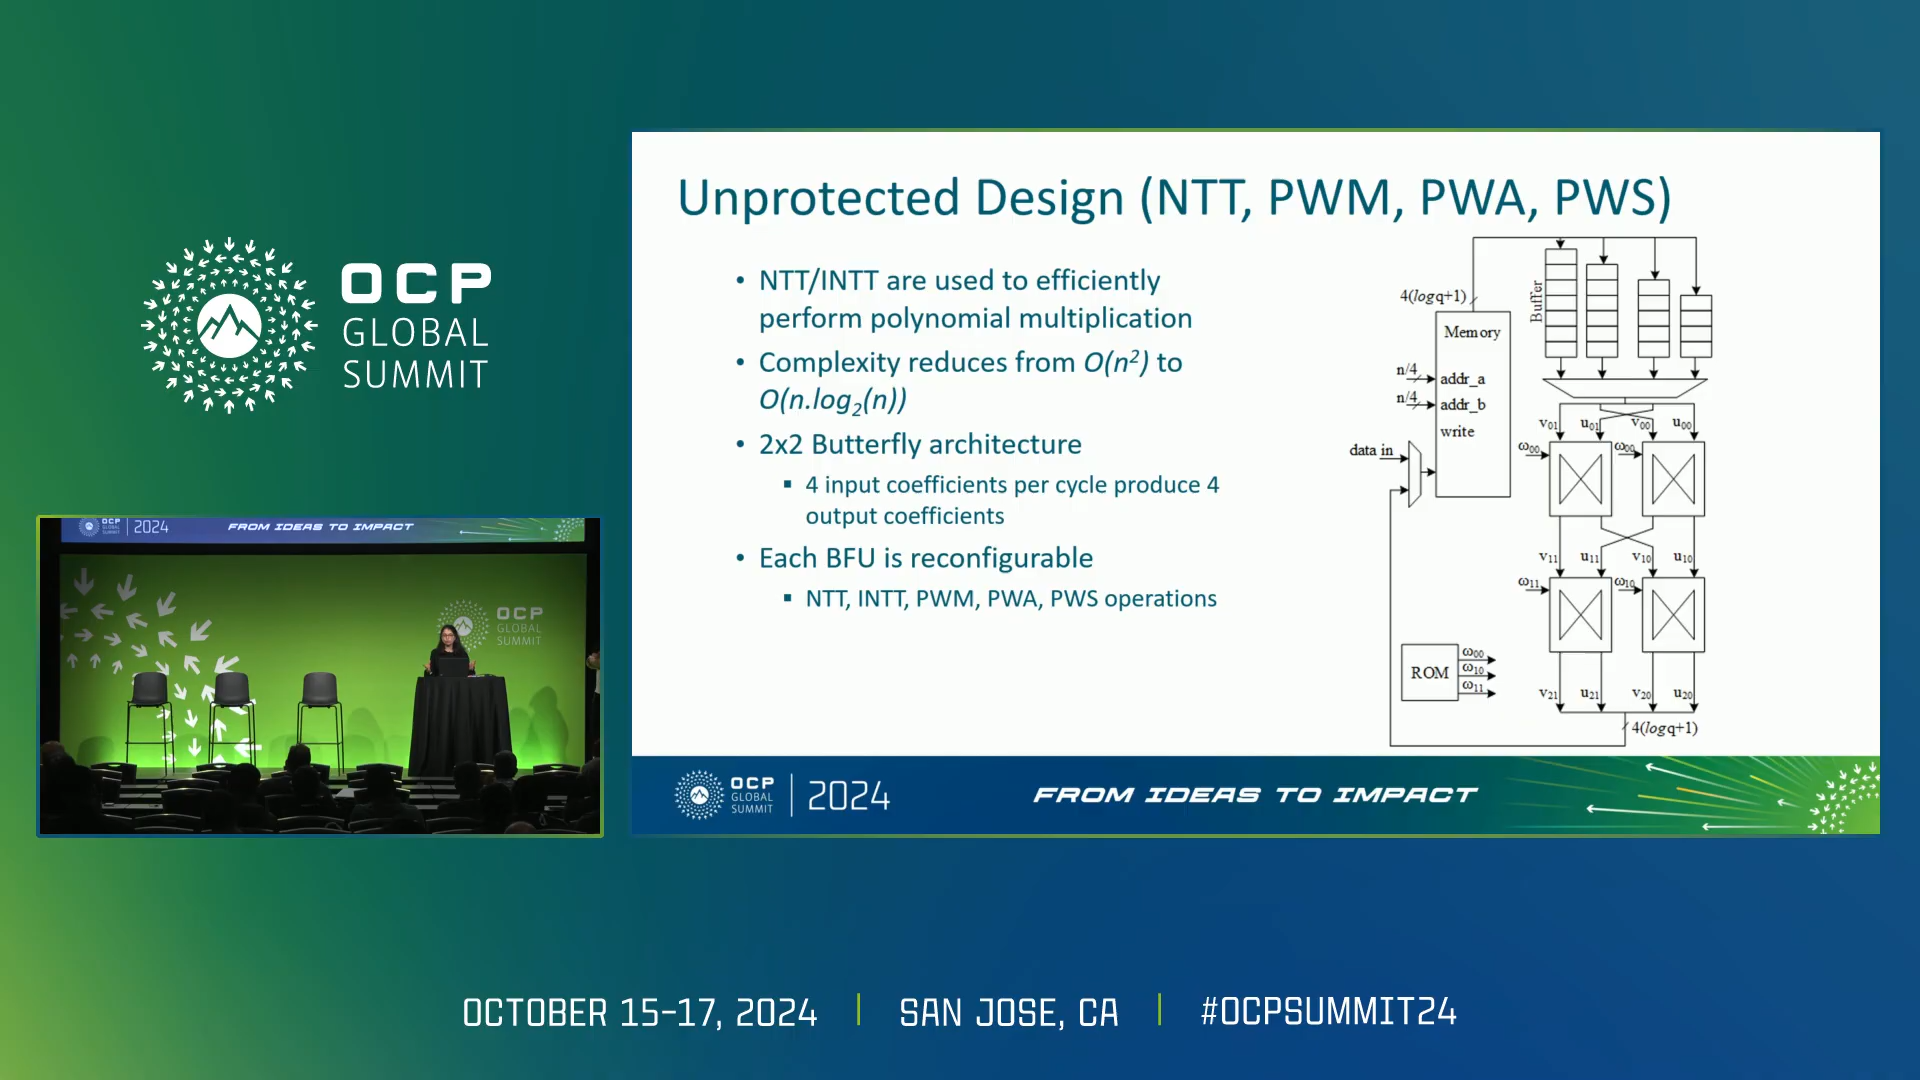 OCP
GLOBAL
SUMMIT
Unprotected Design (NTT, PWM, PWA, PWS)
• NTT/INTT are used to efficiently
perform polynomial multiplication
• Complexity reduces from O(n²) to
O(n.log₂(n))
• 2x2 Butterfly architecture
▪ 4 input coefficients per cycle produce 4
output coefficients
• Each BFU is reconfigurable
▪ NTT, INTT, PWM, PWA, PWS operations
4(logq+1)
Buffer
Memory
n/4
addr_a
n/4
addr_b
write
data in
v₀₁ u₀₁ v₀₀ u₀₀
ω₀₀ ω₀₀
v₁₁ u₁₁ v₁₀ u₁₀
ω₁₁ ω₁₀
ROM
ω₀₀
ω₁₀
ω₁₁
v₂₁ u₂₁ v₂₀ u₂₀
4(logq+1)
OCP
GLOBAL
SUMMIT
2024
FROM IDEAS TO IMPACT
OCP
2024
FROM IDEAS TO IMPACT
OCP
GLOBAL
SUMMIT
OCTOBER 15-17, 2024
SAN JOSE, CA
#OCPSUMMIT24